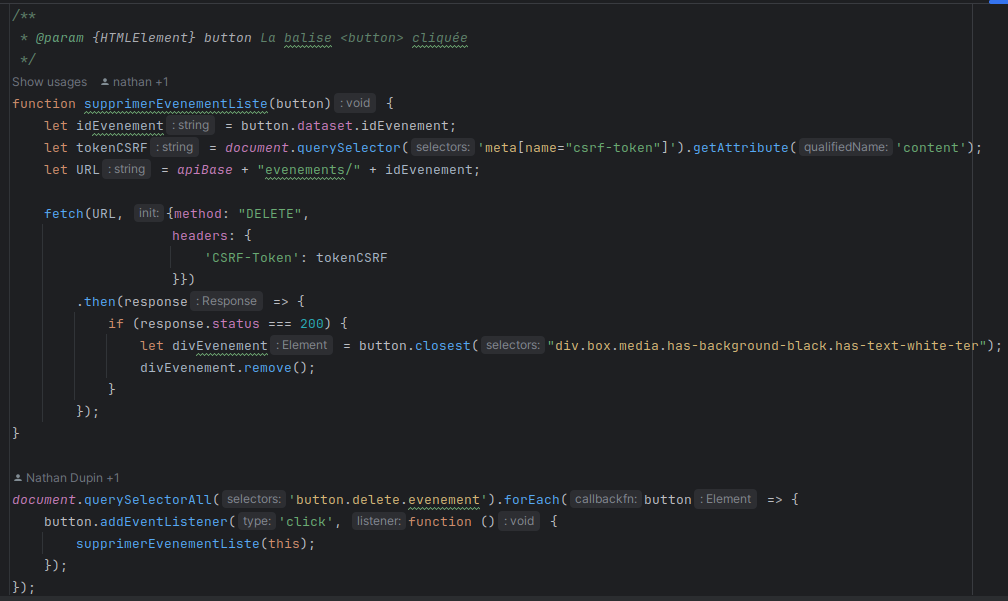 /**
 * @param {HTMLElement} button La balise <button> cliquée
 */
Show usages nathan +1
function supprimerEvenementListe(button) : void {
    let idEvenement : string = button.dataset.idEvenement;
    let tokenCSRF : string = document.querySelector( selectors: 'meta[name="csrf-token"]').getAttribute( qualifiedName: 'content');
    let URL : string = apiBase + "evenements/" + idEvenement;
    fetch(URL, init: {method: "DELETE",
                    headers: {
                        'CSRF-Token': tokenCSRF
                    }})
        .then(response : Response => {
            if (response.status === 200) {
                let divEvenement : Element = button.closest( selectors: "div.box.media.has-background-black.has-text-white-ter");
                divEvenement.remove();
            }
        });
}
Nathan Dupin +1
document.querySelectorAll( selectors: 'button.delete.evenement').forEach( callbackfn: button : Element => {
    button.addEventListener( type: 'click', listener: function () : void {
        supprimerEvenementListe(this);
    });
});